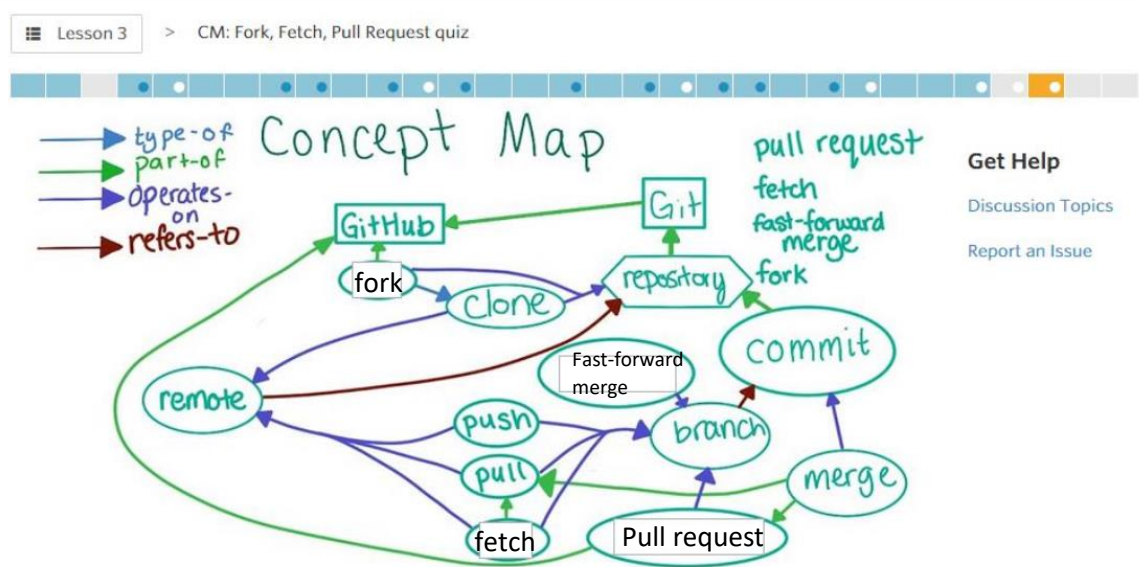 Lesson 3 > CM: Fork, Fetch, Pull Request quiz
type-of
part-of
operates-
on
refers-to
Concept Map
pull request
fetch
fast-forward
merge
fork
Get Help
Discussion Topics
Report an Issue
GitHub
Git
fork
clone
repository
commit
Fast-forward
merge
remote
push
branch
pull
merge
fetch
Pull request